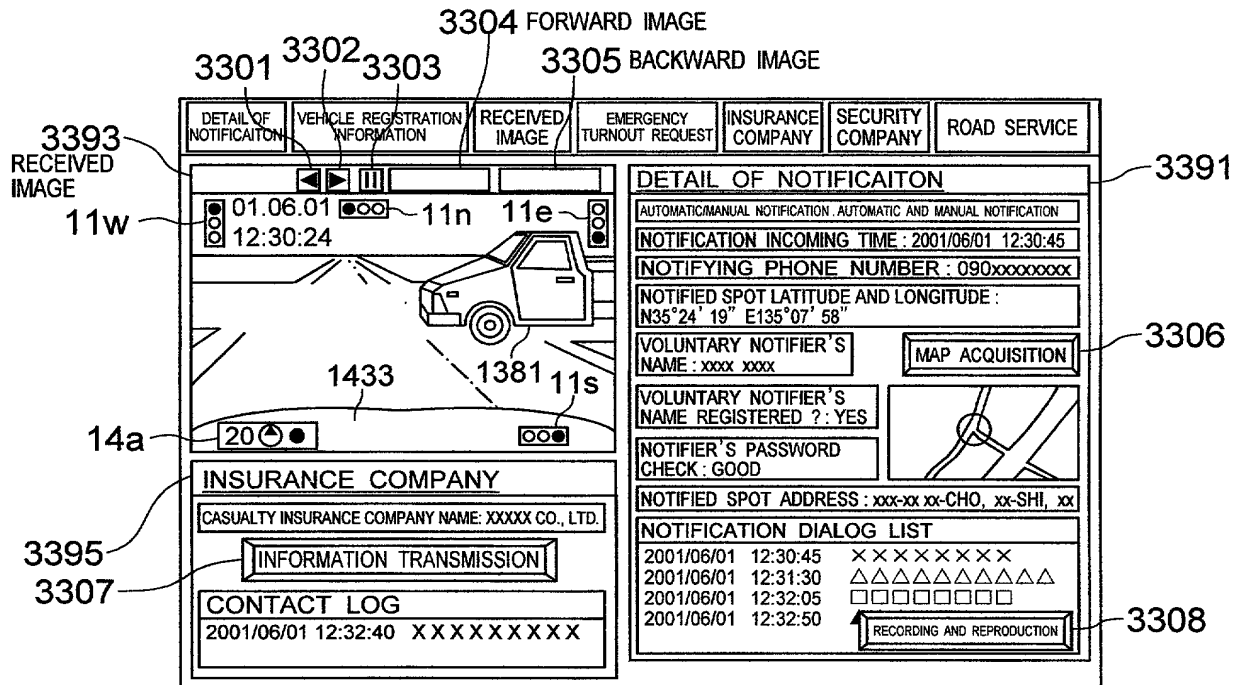 3304 FORWARD IMAGE
3302
3301
3303
3305 BACKWARD IMAGE
DETAIL OF NOTIFICAITON
VEHICLE REGISTRATION INFORMATION
RECEIVED IMAGE
EMERGENCY TURNOUT REQUEST
INSURANCE COMPANY
SECURITY COMPANY
ROAD SERVICE
3393
RECEIVED
IMAGE
11w
01.06.01
12:30:24
11n
11e
1381
11s
1433
14a
20
INSURANCE COMPANY
CASUALTY INSURANCE COMPANY NAME: XXXXX CO., LTD.
3395
INFORMATION TRANSMISSION
3307
CONTACT LOG
2001/06/01 12:32:40 XXXXXXXXX
3391
DETAIL OF NOTIFICAITON
AUTOMATIC/MANUAL NOTIFICATION : AUTOMATIC AND MANUAL NOTIFICATION
NOTIFICATION INCOMING TIME : 2001/06/01 12:30:45
NOTIFYING PHONE NUMBER : 090xxxxxxxx
NOTIFIED SPOT LATITUDE AND LONGITUDE :
N35°24' 19" E135°07' 58"
VOLUNTARY NOTIFIER'S
NAME : xxxx xxxx
MAP ACQUISITION
3306
VOLUNTARY NOTIFIER'S
NAME REGISTERED ? : YES
NOTIFIER'S PASSWORD
CHECK : GOOD
NOTIFIED SPOT ADDRESS : xxx-xx xx-CHO, xx-SHI, xx
NOTIFICATION DIALOG LIST
2001/06/01 12:30:45 ××××××××
2001/06/01 12:31:30 △△△△△△△△△△
2001/06/01 12:32:05 □□□□□□□□
2001/06/01 12:32:50 ▲
RECORDING AND REPRODUCTION
3308